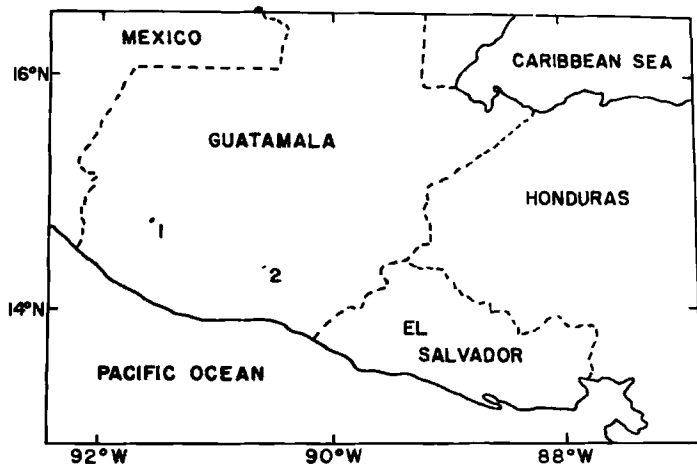 MEXICO
CARIBBEAN SEA
16°N
GUATAMALA
HONDURAS
1
2
14°N
EL
SALVADOR
PACIFIC OCEAN
92°W
90°W
88°W